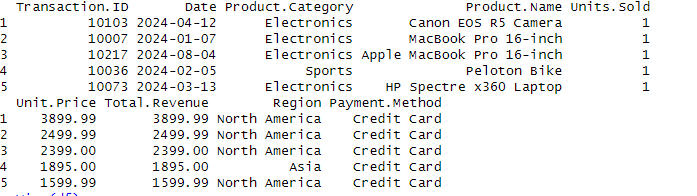 Transaction.ID Date Product.Category Product.Name Units.Sold
1 10103 2024-04-12 Electronics Canon EOS R5 Camera 1
2 10007 2024-01-07 Electronics MacBook Pro 16-inch 1
3 10217 2024-08-04 Electronics Apple MacBook Pro 16-inch 1
4 10036 2024-02-05 Sports Peloton Bike 1
5 10073 2024-03-13 Electronics HP Spectre x360 Laptop 1
Unit.Price Total.Revenue Region Payment.Method
1 3899.99 3899.99 North America Credit Card
2 2499.99 2499.99 North America Credit Card
3 2399.00 2399.00 North America Credit Card
4 1895.00 1895.00 Asia Credit Card
5 1599.99 1599.99 North America Credit Card